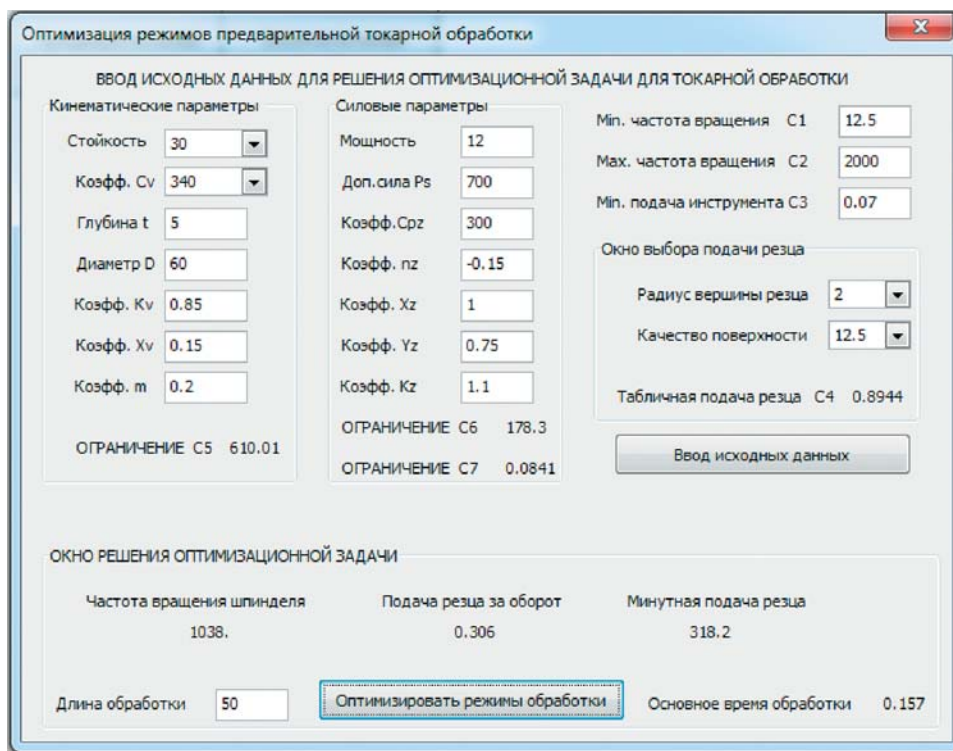 Оптимизация режимов предварительной токарной обработки
ВВОД ИСХОДНЫХ ДАННЫХ ДЛЯ РЕШЕНИЯ ОПТИМИЗАЦИОННОЙ ЗАДАЧИ ДЛЯ ТОКАРНОЙ ОБРАБОТКИ
Кинематические параметры
Стойкость 30
Коэфф. Cv 340
Глубина t 5
Диаметр D 60
Коэфф. Kv 0.85
Коэфф. Xv 0.15
Коэфф. m 0.2
ОГРАНИЧЕНИЕ C5 610.01
Силовые параметры
Мощность 12
Доп.сила Ps 700
Коэфф.Cpz 300
Коэфф. nz -0.15
Коэфф. Xz 1
Коэфф. Yz 0.75
Коэфф. Kz 1.1
ОГРАНИЧЕНИЕ C6 178.3
ОГРАНИЧЕНИЕ C7 0.0841
Min. частота вращения C1 12.5
Max. частота вращения C2 2000
Min. подача инструмента C3 0.07
Окно выбора подачи резца
Радиус вершины резца 2
Качество поверхности 12.5
Табличная подача резца C4 0.8944
Ввод исходных данных
ОКНО РЕШЕНИЯ ОПТИМИЗАЦИОННОЙ ЗАДАЧИ
Частота вращения шпинделя Подача резца за оборот Минутная подача резца
1038. 0.306 318.2
Длина обработки 50 Оптимизировать режимы обработки Основное время обработки 0.157